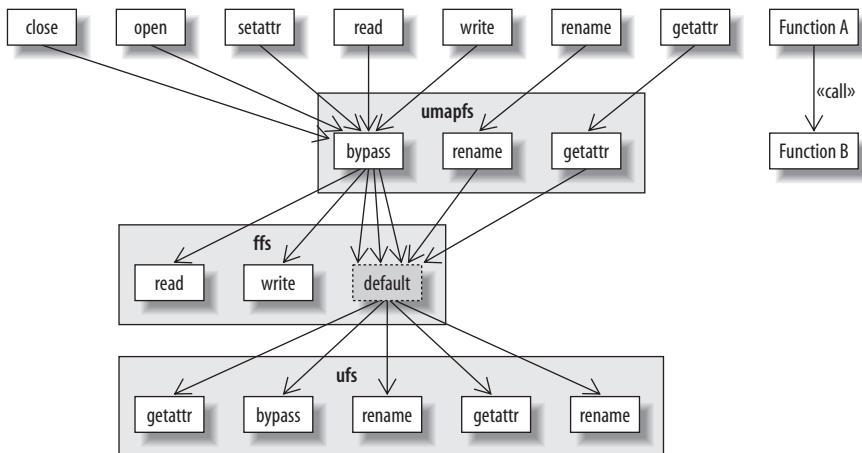 close
open
setattr
read
write
rename
getattr
Function A
«call»
umapfs
bypass
rename
getattr
Function B
ffs
read
write
default
ufs
getattr
bypass
rename
getattr
rename